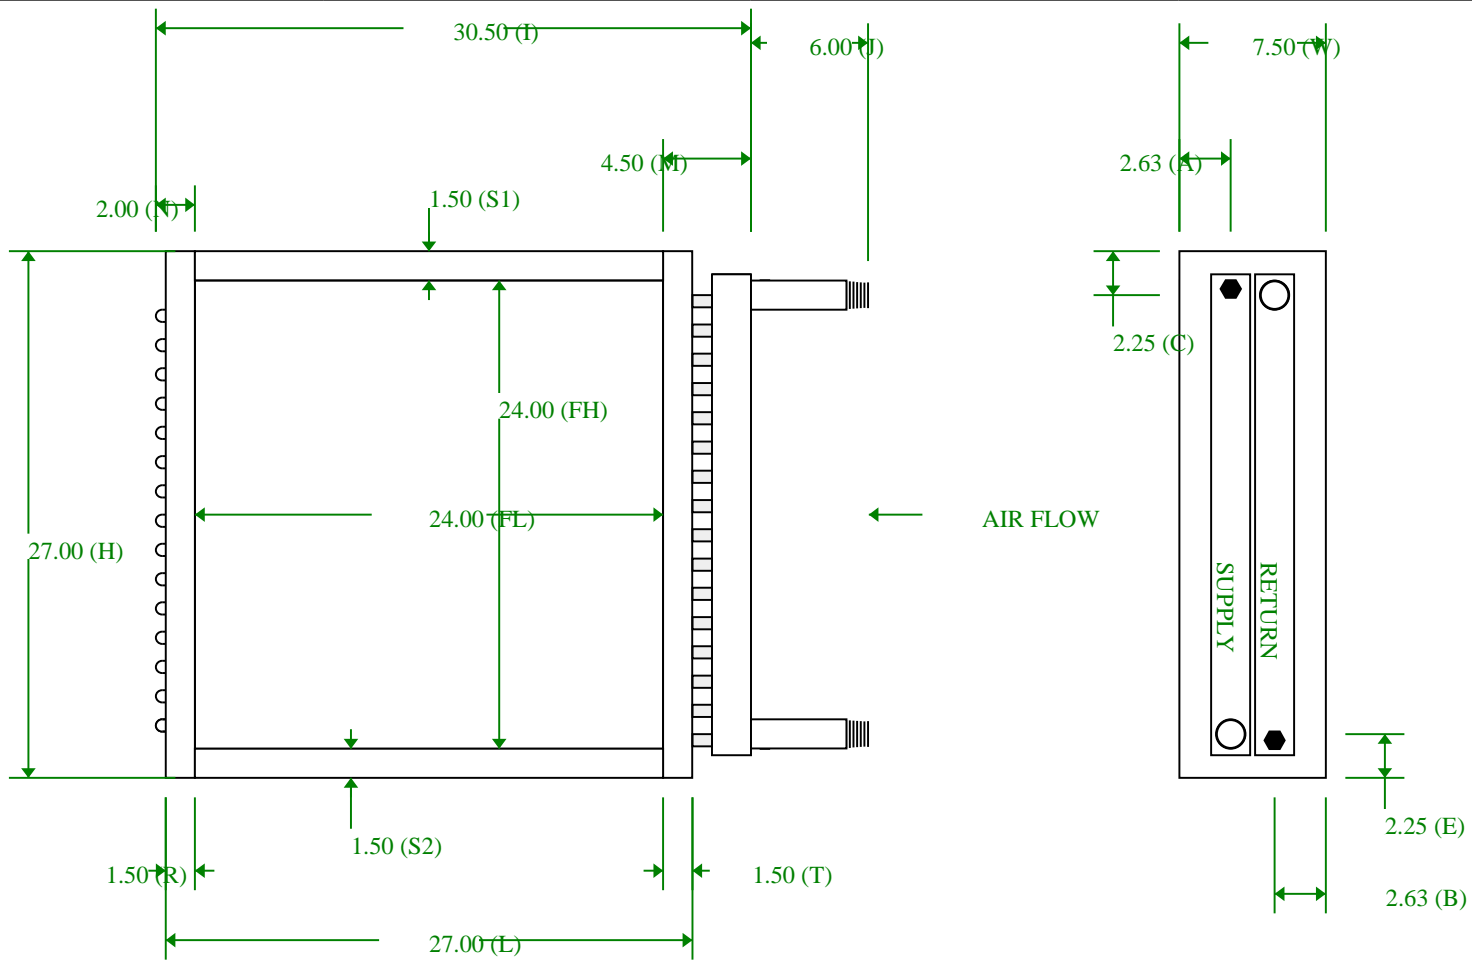 30.50 (I)
6.00 (J)
7.50 (W)
4.50 (M)
2.63 (A)
2.00 (N)
1.50 (S1)
2.25 (C)
24.00 (FH)
24.00 (FL)
AIR FLOW
27.00 (H)
SUPPLY
RETURN
2.25 (E)
1.50 (S2)
1.50 (R)
1.50 (T)
2.63 (B)
27.00 (L)